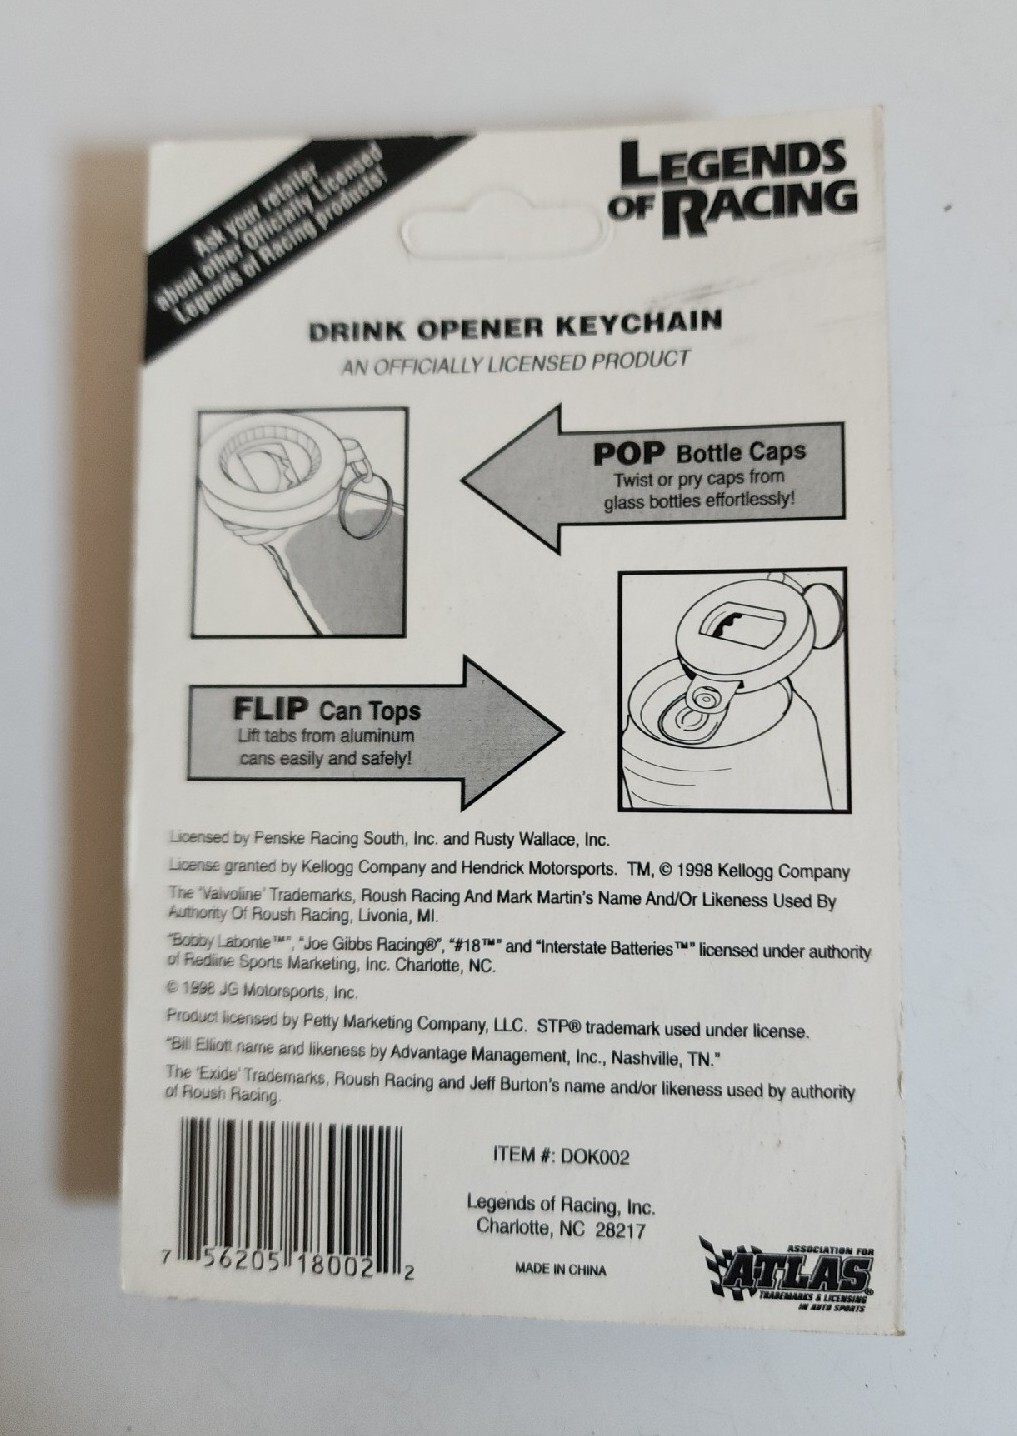 Ask your retailer
about other Officially Licensed
Legends of Racing products!
LEGENDS
OF RACING
DRINK OPENER KEYCHAIN
AN OFFICIALLY LICENSED PRODUCT
POP Bottle Caps
Twist or pry caps from
glass bottles effortlessly!
FLIP Can Tops
Lift tabs from aluminum
cans easily and safely!
Licensed by Penske Racing South, Inc. and Rusty Wallace, Inc.
License granted by Kellogg Company and Hendrick Motorsports. TM, © 1998 Kellogg Company
The 'Valvoline' Trademarks, Roush Racing And Mark Martin's Name And/Or Likeness Used By
Authority Of Roush Racing, Livonia, MI.
"Bobby Labonte™", "Joe Gibbs Racing®", "#18™" and "Interstate Batteries™" licensed under authority
of Redline Sports Marketing, Inc. Charlotte, NC.
© 1998 JG Motorsports, Inc.
Product licensed by Petty Marketing Company, LLC. STP® trademark used under license.
"Bill Elliott name and likeness by Advantage Management, Inc., Nashville, TN."
The 'Exide' Trademarks, Roush Racing and Jeff Burton's name and/or likeness used by authority
of Roush Racing.
7 56205 18002 2
ITEM #: DOK002
Legends of Racing, Inc.
Charlotte, NC 28217
MADE IN CHINA
ASSOCIATION FOR
ATLAS®
TRADEMARKS & LICENSING
IN AUTO SPORTS